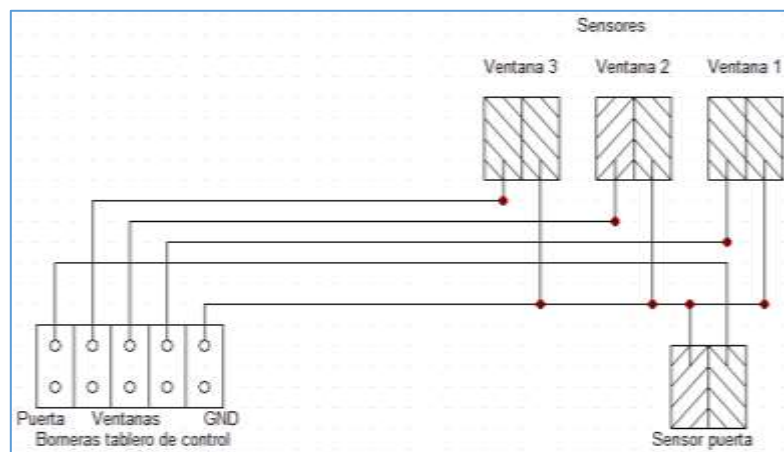 Sensores
Ventana 3 Ventana 2 Ventana 1
Puerta Ventanas GND
Borneras tablero de control
Sensor puerta